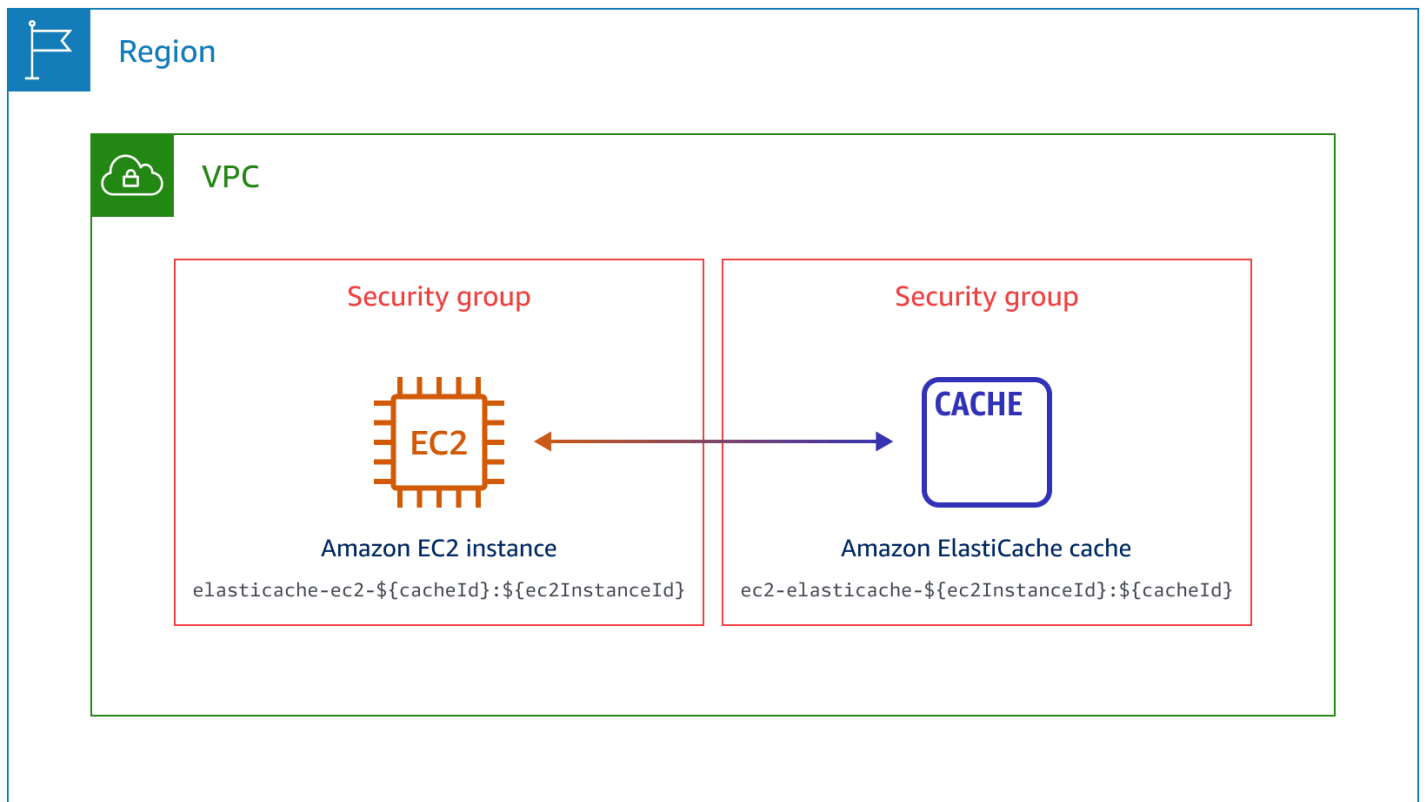 Region
VPC
Security group
Security group
EC2
CACHE
Amazon EC2 instance
Amazon ElastiCache cache
elasticache-ec2-${cacheId}:${ec2InstanceId}
ec2-elasticache-${ec2InstanceId}:${cacheId}